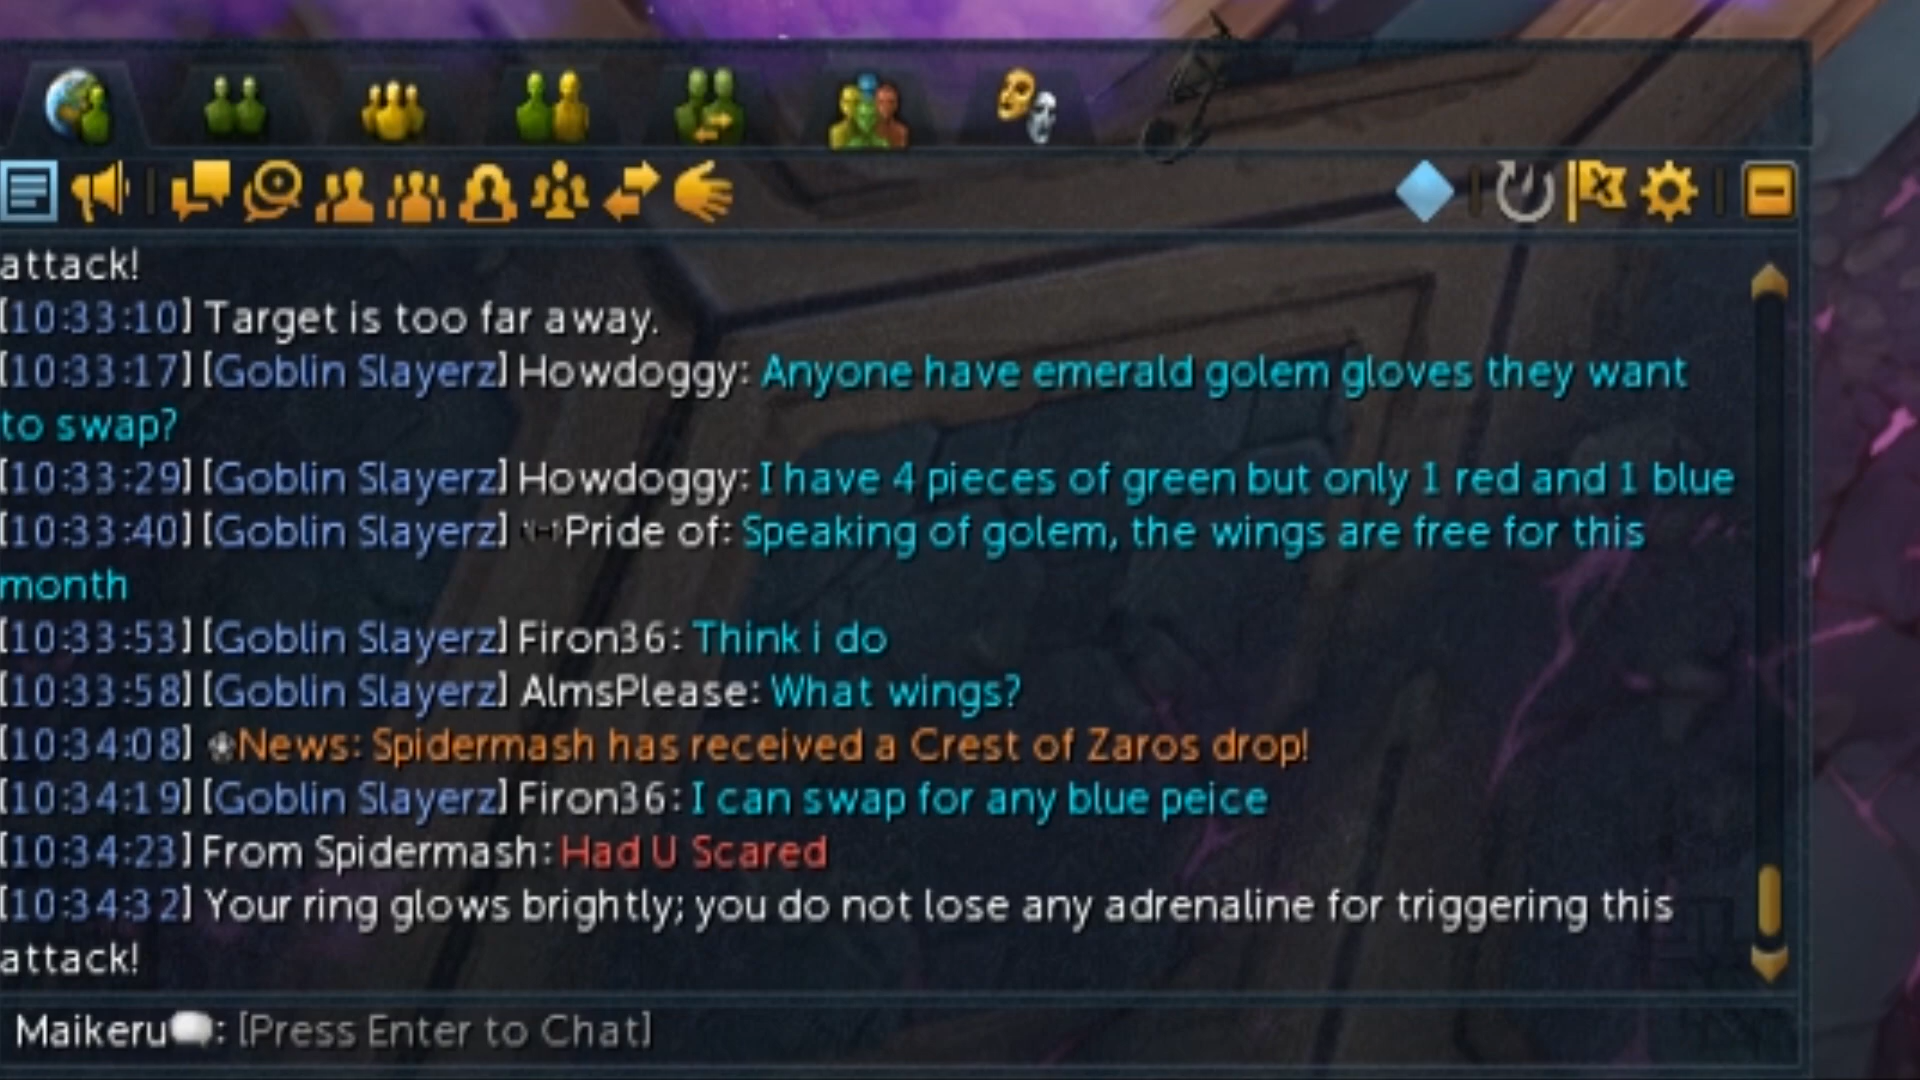 attack!
[10:33:10] Target is too far away.
[10:33:17] [Goblin Slayerz] Howdoggy: Anyone have emerald golem gloves they want
to swap?
[10:33:29] [Goblin Slayerz] Howdoggy: I have 4 pieces of green but only 1 red and 1 blue
[10:33:40] [Goblin Slayerz] Pride of: Speaking of golem, the wings are free for this
month
[10:33:53] [Goblin Slayerz] Firon36: Think i do
[10:33:58] [Goblin Slayerz] AlmsPlease: What wings?
[10:34:08] News: Spidermash has received a Crest of Zaros drop!
[10:34:19] [Goblin Slayerz] Firon36: I can swap for any blue peice
[10:34:23] From Spidermash: Had U Scared
[10:34:32] Your ring glows brightly; you do not lose any adrenaline for triggering this
attack!
Maikeru: [Press Enter to Chat]